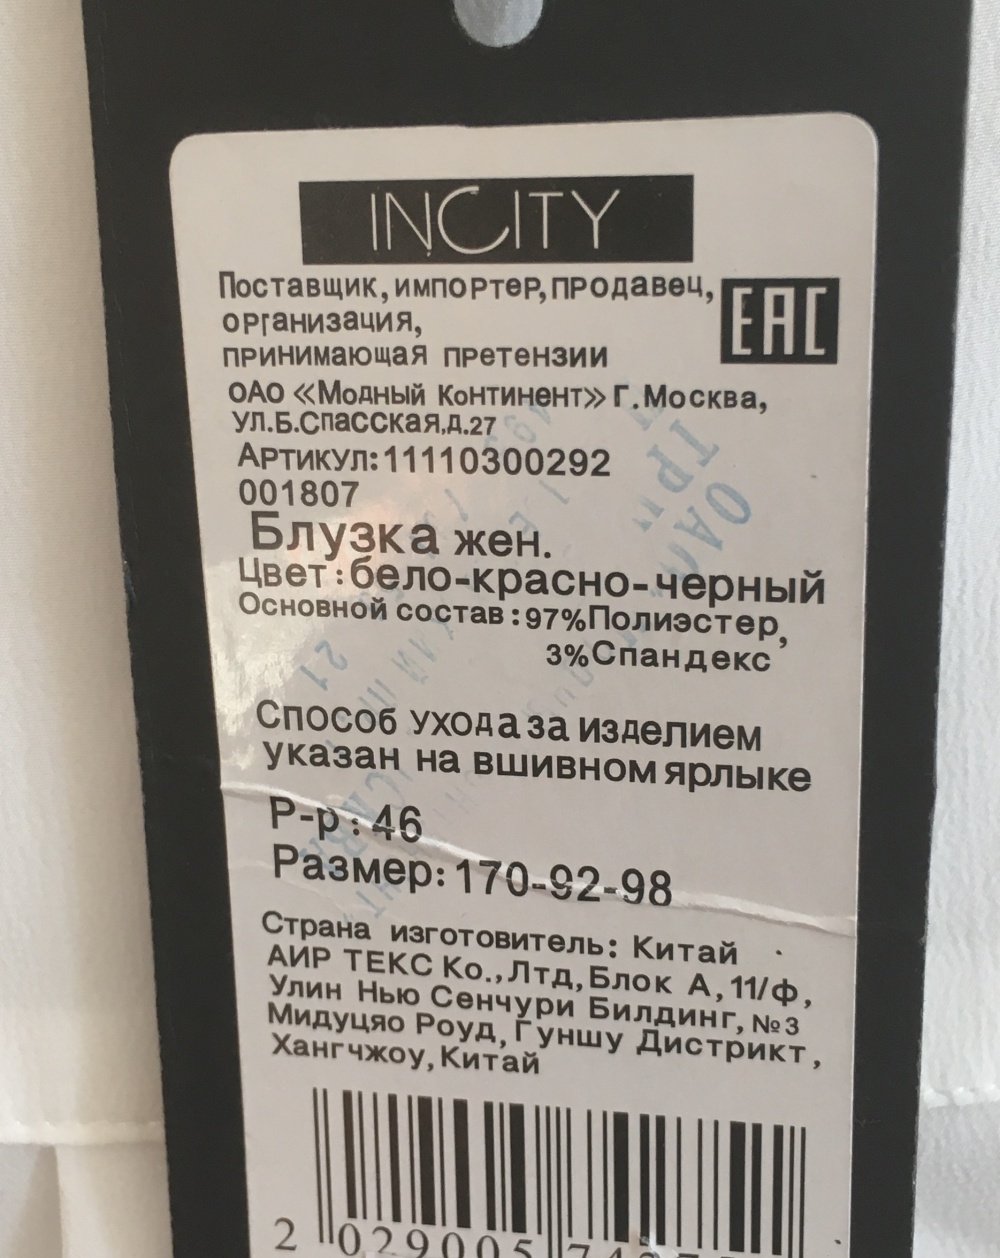 INCITY
Поставщик, импортер, продавец,
организация,
принимающая претензии
EAC
ОАО «Модный Континент» Г. Москва,
ул.Б.Спасская,д.27
Артикул: 11110300292
001807
Блузка жен.
Цвет: бело-красно-черный
Основной состав: 97%Полиэстер,
3%Спандекс
Способ ухода за изделием
указан на вшивном ярлыке
Р-р: 46
Размер: 170-92-98
Страна изготовитель: Китай
АИР ТЕКС Ко., Лтд, Блок А, 11/ф,
Улин Нью Сенчури Билдинг, №3
Мидуцяо Роуд, Гуншу Дистрикт,
Хангчжоу, Китай
2 029005